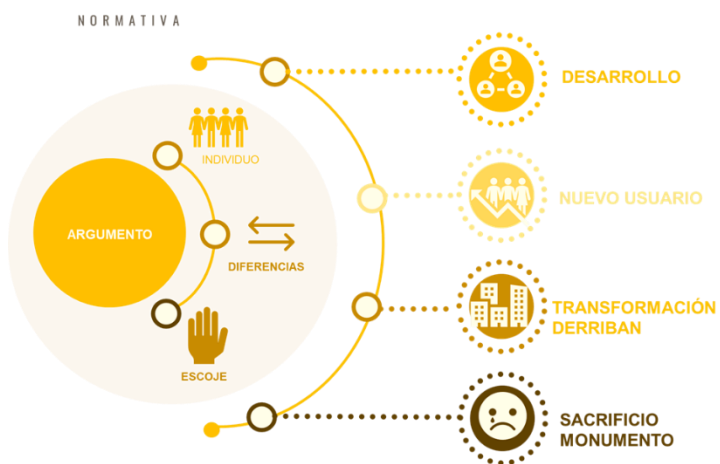 NORMATIVA
INDIVIDUO
ARGUMENTO
DIFERENCIAS
ESCOJE
DESARROLLO
NUEVO USUARIO
TRANSFORMACIÓN
DERRIBAN
SACRIFICIO
MONUMENTO